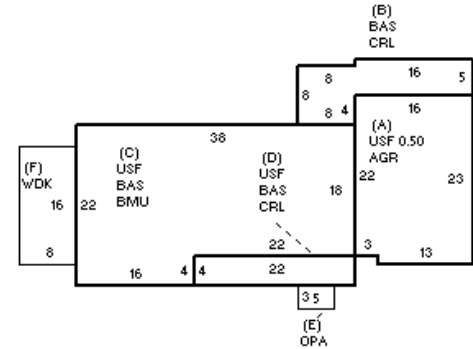 (B)
BAS
CRL
8
16
5
8
8
4
16
(A)
USF 0.50
AGR
38
(C)
USF
BAS
BMU
(D)
USF
BAS
CRL
(F)
WDK
16
22
18
22
23
8
22
3
13
16
4
4
22
3
5
(E)
OPA